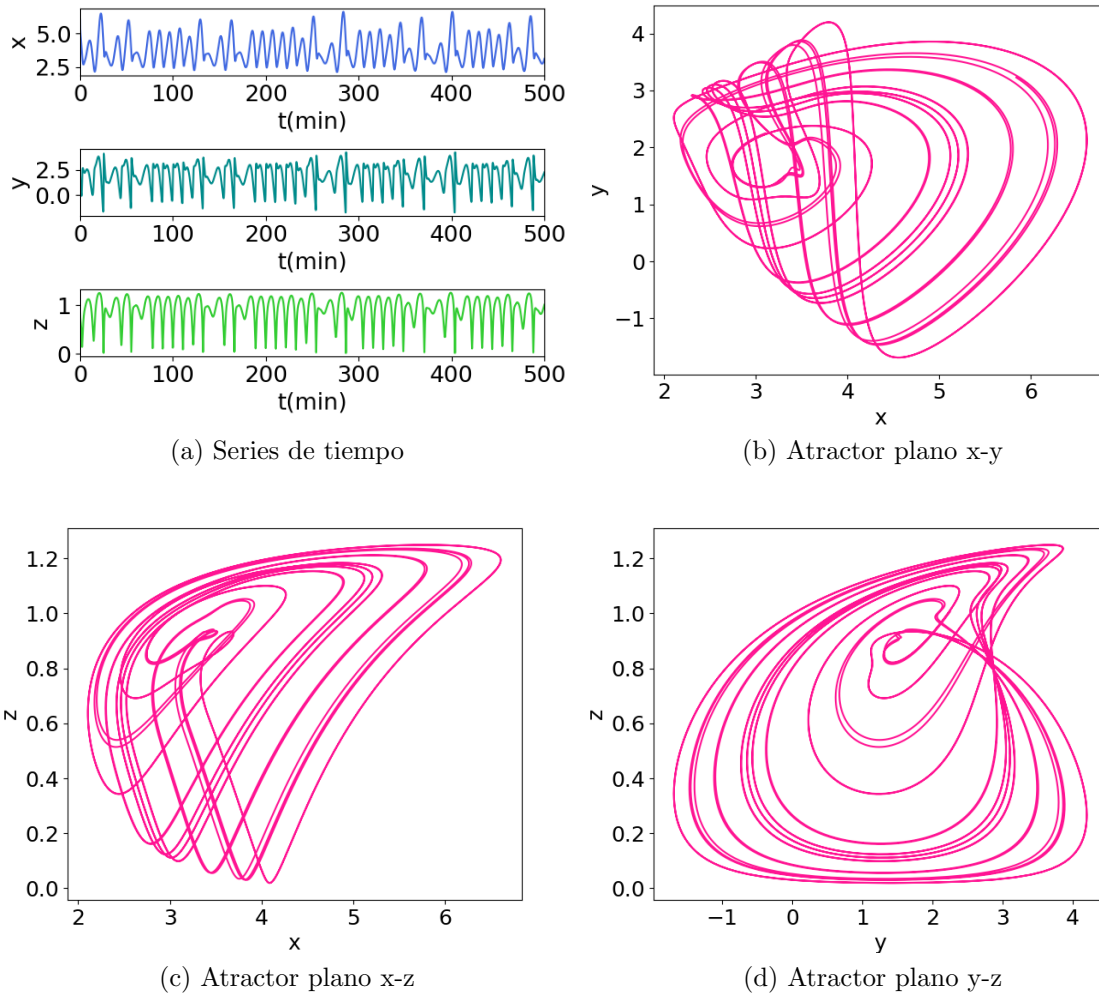 x
5.0
2.5
0 100 200 300 400 500
t(min)
y
2.5
0.0
0 100 200 300 400 500
t(min)
z
1
0
0 100 200 300 400 500
t(min)
(a) Series de tiempo
y
4
3
2
1
0
−1
2 3 4 5 6
x
(b) Atractor plano x-y
z
1.2
1.0
0.8
0.6
0.4
0.2
0.0
2 3 4 5 6
x
(c) Atractor plano x-z
z
1.2
1.0
0.8
0.6
0.4
0.2
0.0
−1 0 1 2 3 4
y
(d) Atractor plano y-z